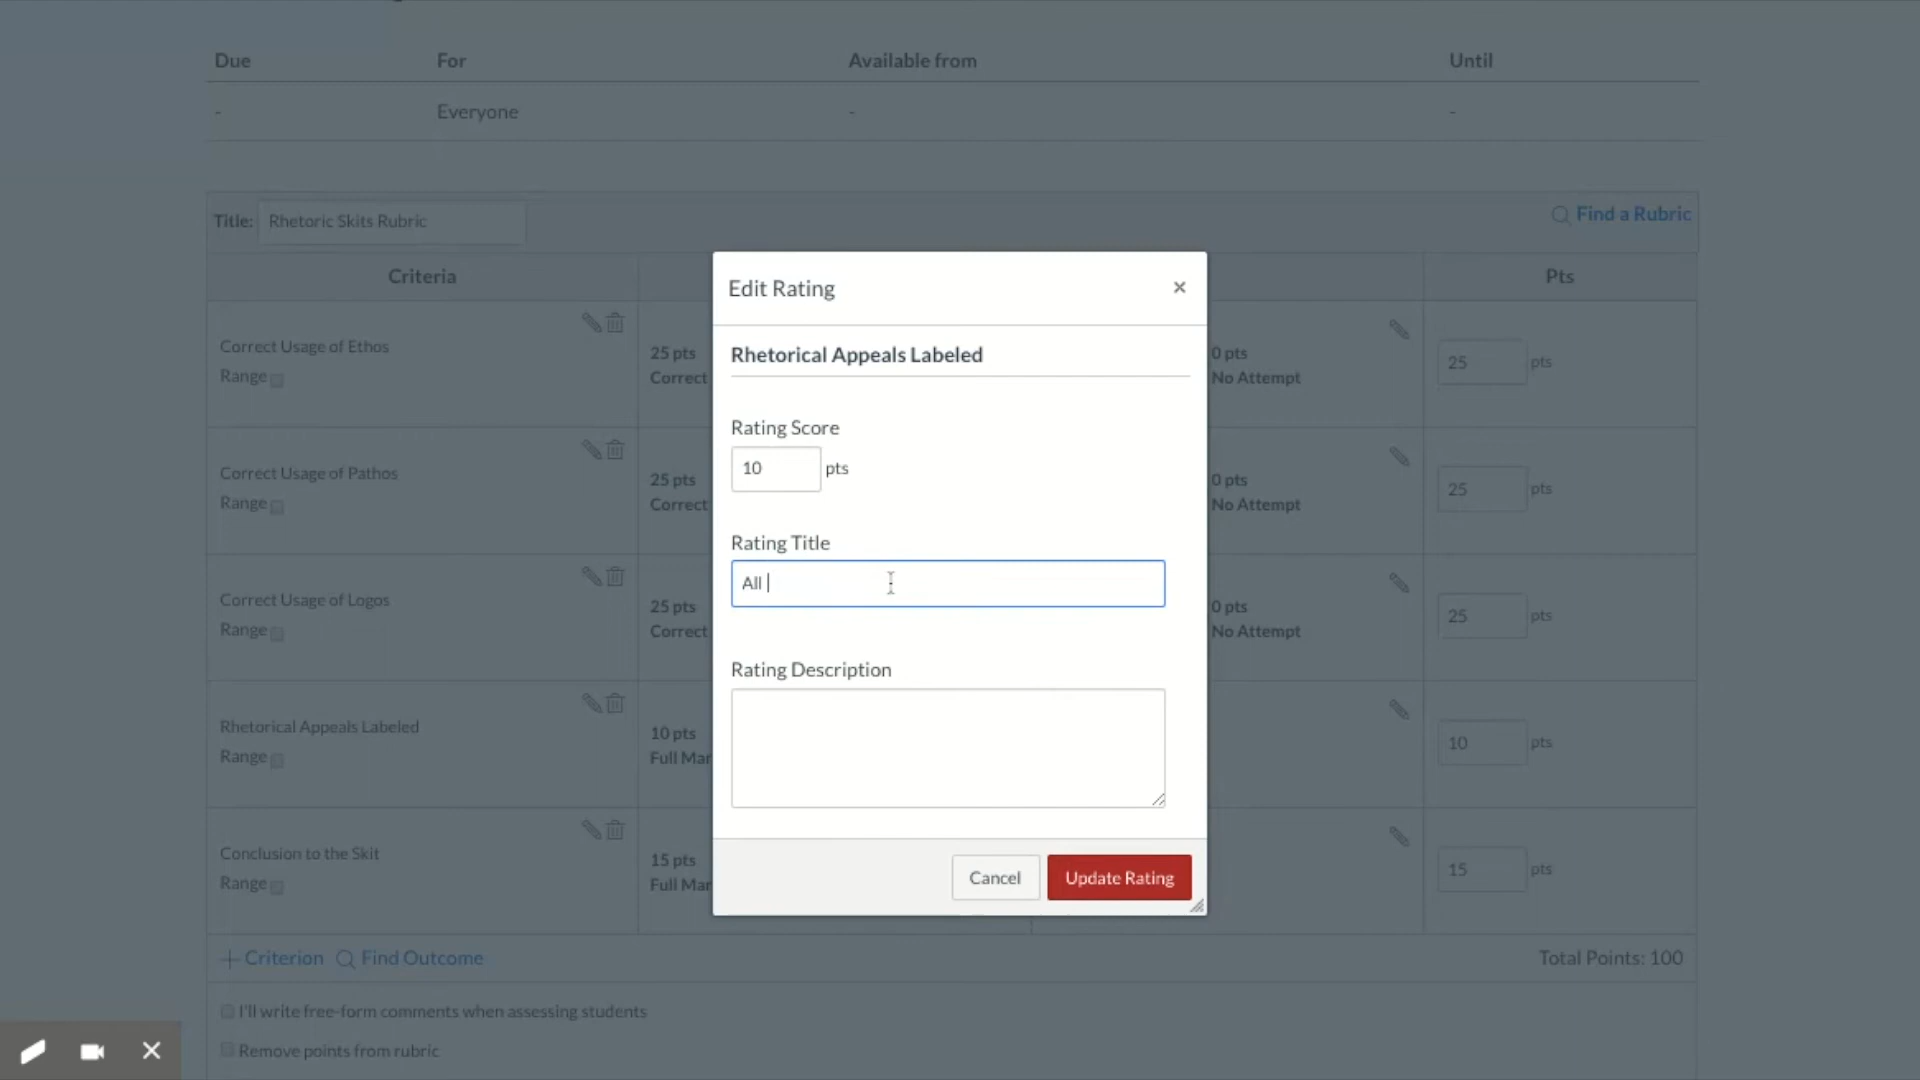 Due For Available from Until
- Everyone - -
Title: Rhetoric Skits Rubric Find a Rubric
Criteria Pts
Edit Rating ×
Rhetorical Appeals Labeled
Rating Score
10 pts
Rating Title
All
Rating Description
Cancel Update Rating
Correct Usage of Ethos
Range
25 pts
Correct
0 pts
No Attempt
25 pts
Correct Usage of Pathos
Range
25 pts
Correct
0 pts
No Attempt
25 pts
Correct Usage of Logos
Range
25 pts
Correct
0 pts
No Attempt
25 pts
Rhetorical Appeals Labeled
Range
10 pts
Full Mar
10 pts
Conclusion to the Skit
Range
15 pts
Full Mar
15 pts
+ Criterion Find Outcome Total Points: 100
I'll write free-form comments when assessing students
Remove points from rubric